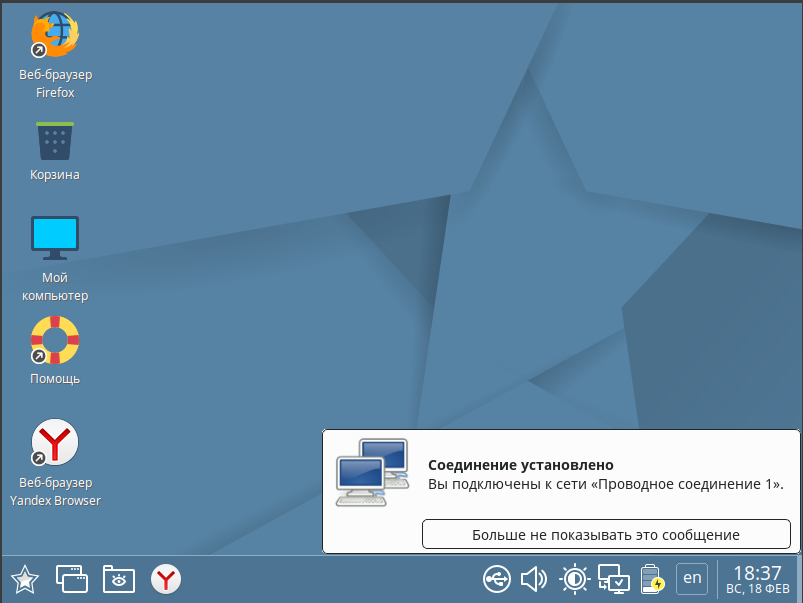 Веб-браузер
Firefox
Корзина
Мой
компьютер
Помощь
Веб-браузер
Yandex Browser
Соединение установлено
Вы подключены к сети «Проводное соединение 1».
Больше не показывать это сообщение
en
18:37
ВС, 18 ФЕВ